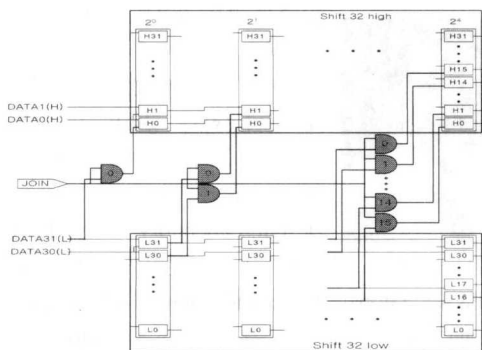 Shift 32 high
2⁰ 2¹ 2⁴
H31 H31 H31
H15
H14
DATA1(H) H1 H1 H1
DATA0(H) H0 H0 H0
0 0 0
1 1
JOIN
14
15
DATA31(L) L31 L31 L31
DATA30(L) L30 L30 L30
L17
L16
L0 L0 L0
Shift 32 low